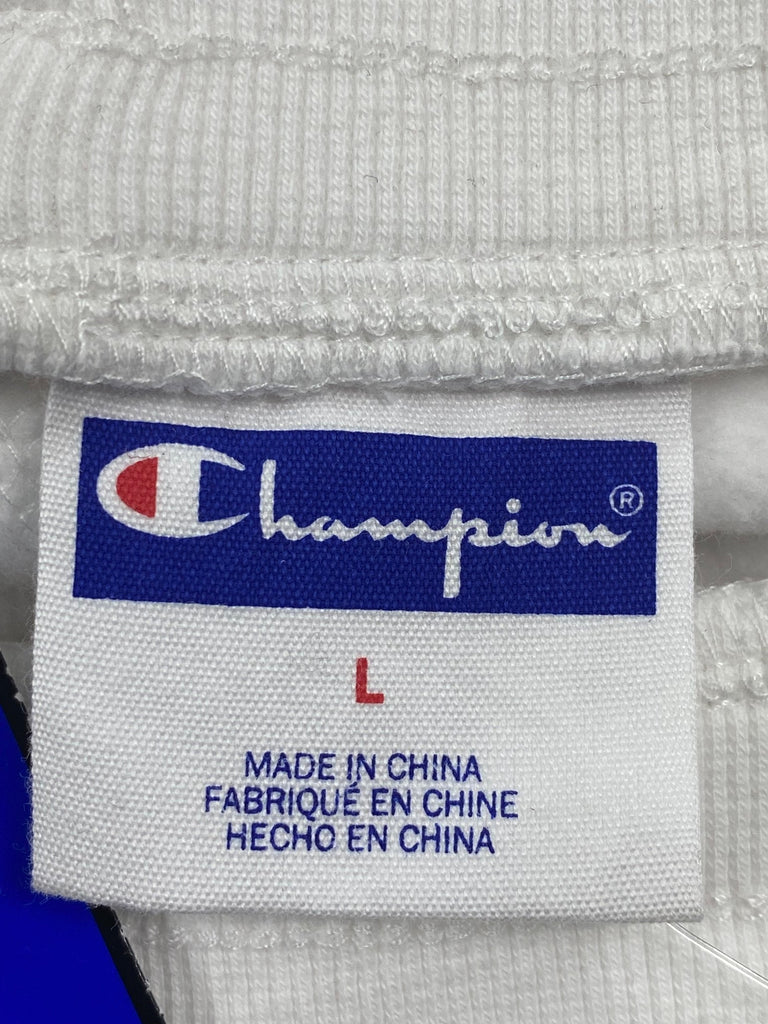 Champion®
L
MADE IN CHINA
FABRIQUÉ EN CHINE
HECHO EN CHINA